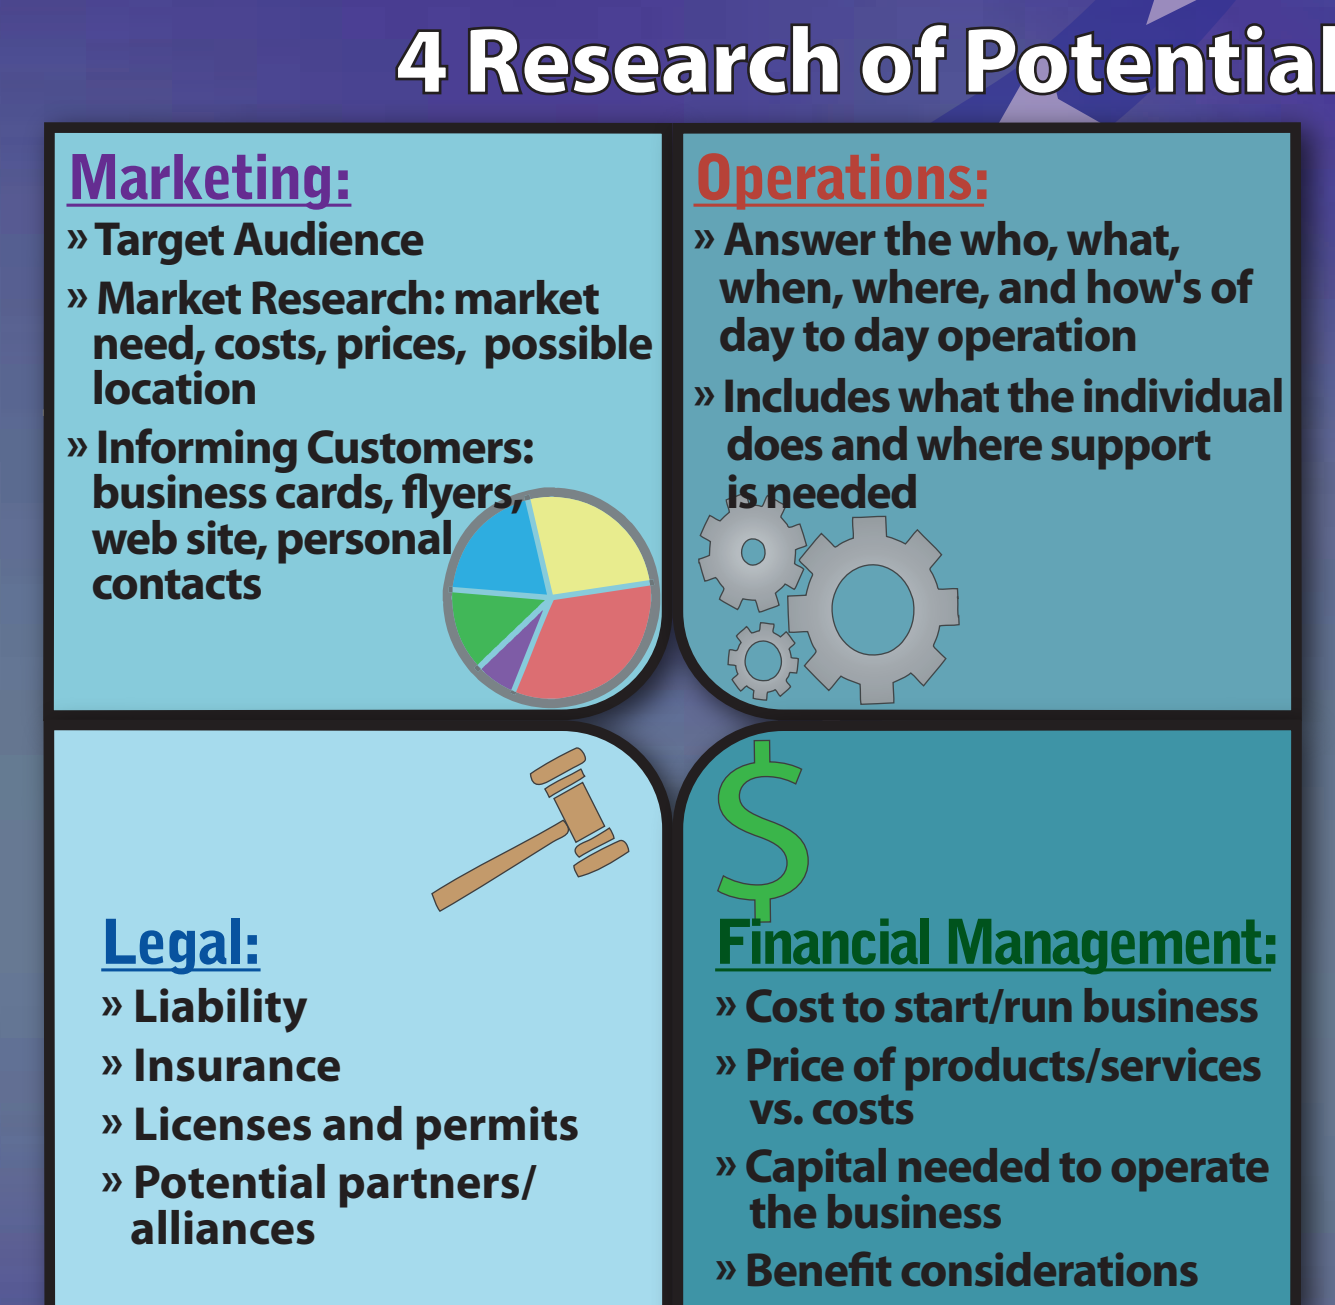 4 Research of Potential
Marketing:
» Target Audience
» Market Research: market
need, costs, prices, possible
location
» Informing Customers:
business cards, flyers,
web site, personal
contacts
Operations:
» Answer the who, what,
when, where, and how's of
day to day operation
» Includes what the individual
does and where support
is needed
Legal:
» Liability
» Insurance
» Licenses and permits
» Potential partners/
alliances
$
Financial Management:
» Cost to start/run business
» Price of products/services
vs. costs
» Capital needed to operate
the business
» Benefit considerations